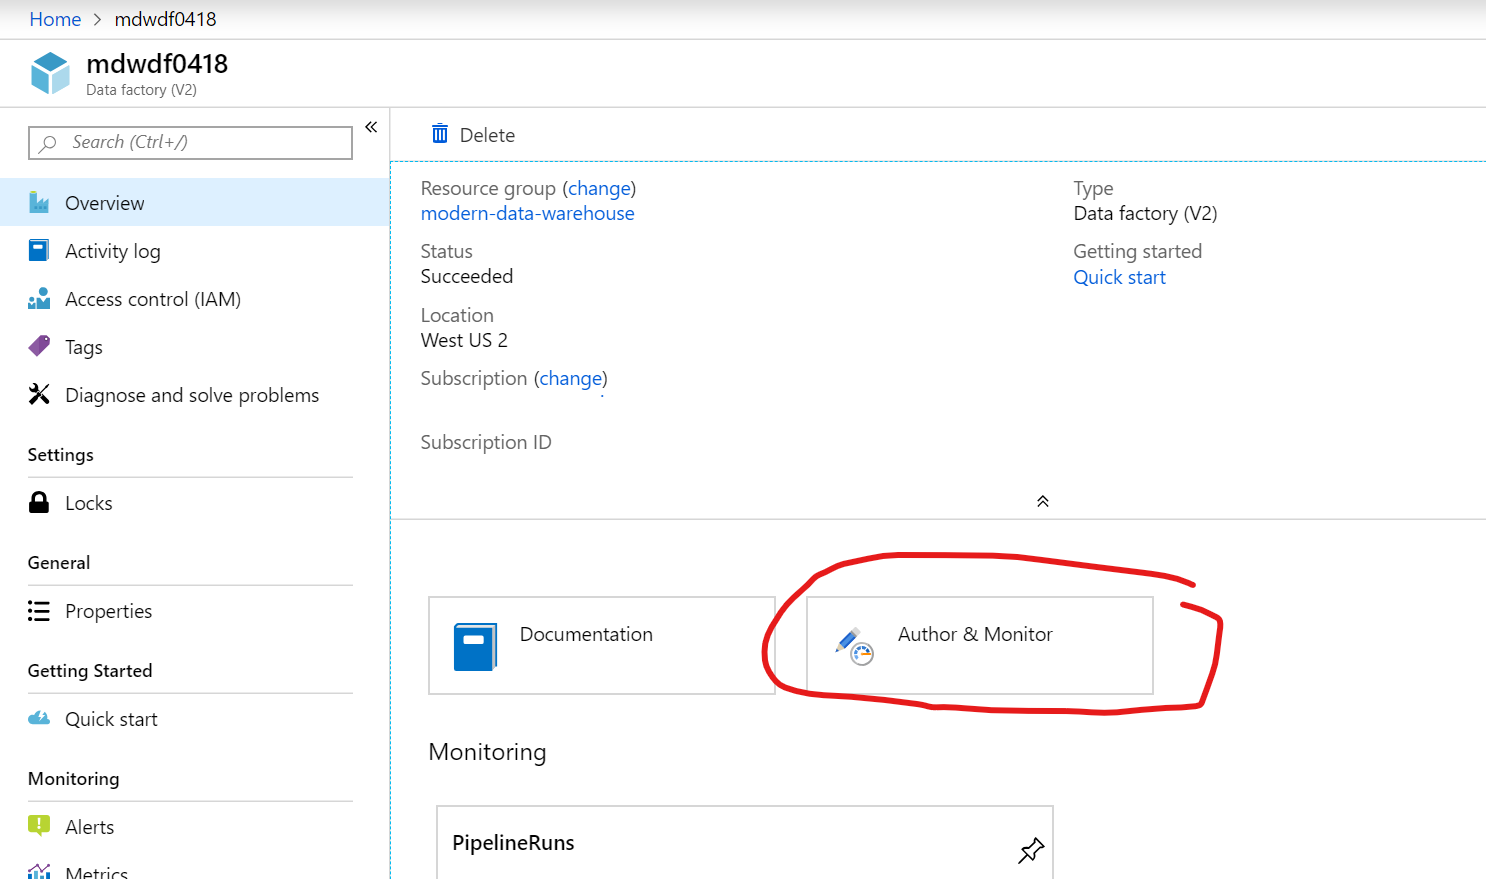 Home > mdwdf0418
mdwdf0418
Data factory (V2)
Search (Ctrl+/)
«
Overview
Activity log
Access control (IAM)
Tags
Diagnose and solve problems
Settings
Locks
General
Properties
Getting Started
Quick start
Monitoring
Alerts
Metrics
Delete
Resource group (change)
modern-data-warehouse
Status
Succeeded
Location
West US 2
Subscription (change)
Subscription ID
Type
Data factory (V2)
Getting started
Quick start
Documentation
Author & Monitor
Monitoring
PipelineRuns